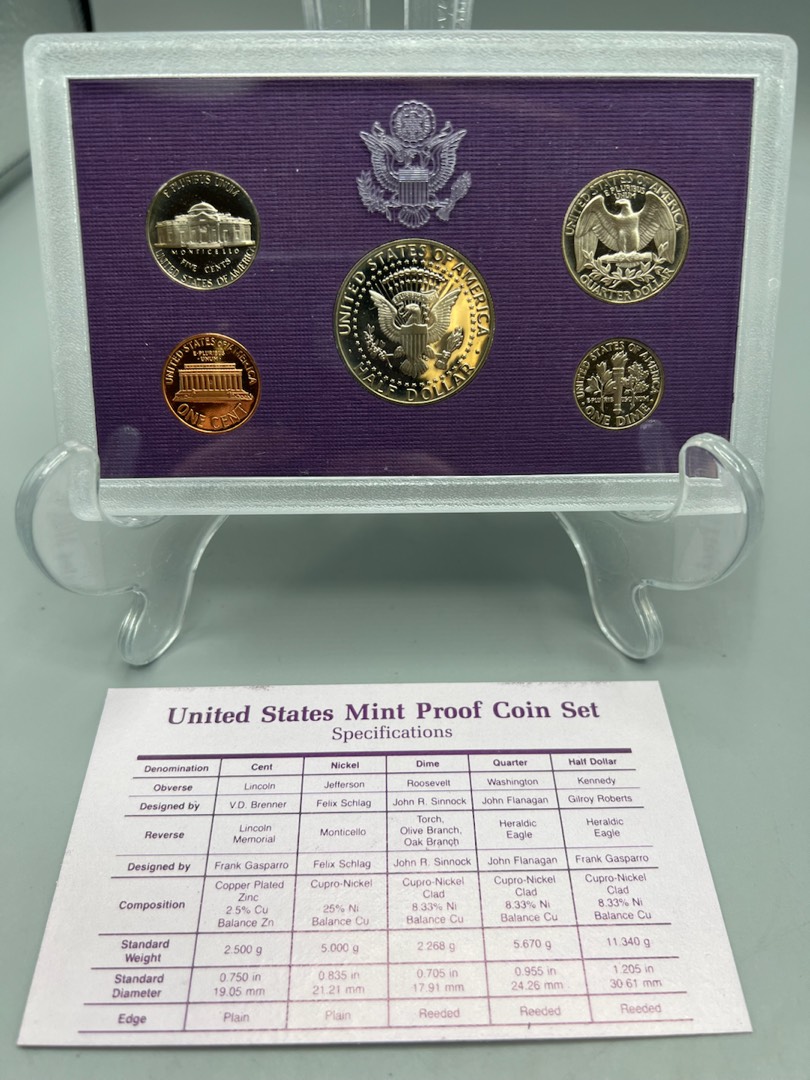 E PLURIBUS UNUM
MONTICELLO
FIVE CENTS
UNITED STATES OF AMERICA
UNITED STATES OF AMERICA
E PLURIBUS
UNUM
HALF DOLLAR
UNITED STATES OF AMERICA
E·PLURIBUS
·UNUM·
ONE CENT
UNITED STATES OF AMERICA
QUARTER DOLLAR
UNITED STATES OF AMERICA
ONE DIME
United States Mint Proof Coin Set
Specifications
Denomination Cent Nickel Dime Quarter Half Dollar
Obverse Lincoln Jefferson Roosevelt Washington Kennedy
Designed by V.D. Brenner Felix Schlag John R. Sinnock John Flanagan Gilroy Roberts
Reverse Lincoln Memorial Monticello Torch, Olive Branch, Oak Branch Heraldic Eagle Heraldic Eagle
Designed by Frank Gasparro Felix Schlag John R. Sinnock John Flanagan Frank Gasparro
Composition Copper Plated Zinc 2.5% Cu Balance Zn Cupro-Nickel 25% Ni Balance Cu Cupro-Nickel Clad 8.33% Ni Balance Cu Cupro-Nickel Clad 8.33% Ni Balance Cu Cupro-Nickel Clad 8.33% Ni Balance Cu
Standard Weight 2.500 g 5.000 g 2.268 g 5.670 g 11.340 g
Standard Diameter 0.750 in 19.05 mm 0.835 in 21.21 mm 0.705 in 17.91 mm 0.955 in 24.26 mm 1.205 in 30.61 mm
Edge Plain Plain Reeded Reeded Reeded